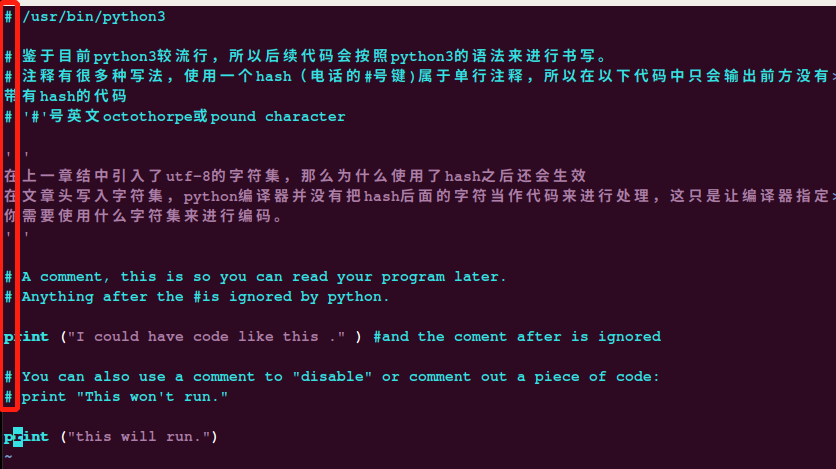 # /usr/bin/python3
# 鉴于目前python3较流行，所以后续代码会按照python3的语法来进行书写。
# 注释有很多种写法，使用一个hash（电话的#号键)属于单行注释，所以在以下代码中只会输出前方没有>
带有hash的代码
# '#'号英文octothorpe或pound character
' '
在上一章结中引入了utf-8的字符集，那么为什么使用了hash之后还会生效
在文章头写入字符集，python编译器并没有把hash后面的字符当作代码来进行处理，这只是让编译器指定>
你需要使用什么字符集来进行编码。
' '
# A comment, this is so you can read your program later.
# Anything after the #is ignored by python.
print ("I could have code like this ." ) #and the coment after is ignored
# You can also use a comment to "disable" or comment out a piece of code:
# print "This won't run."
print ("this will run.")
~